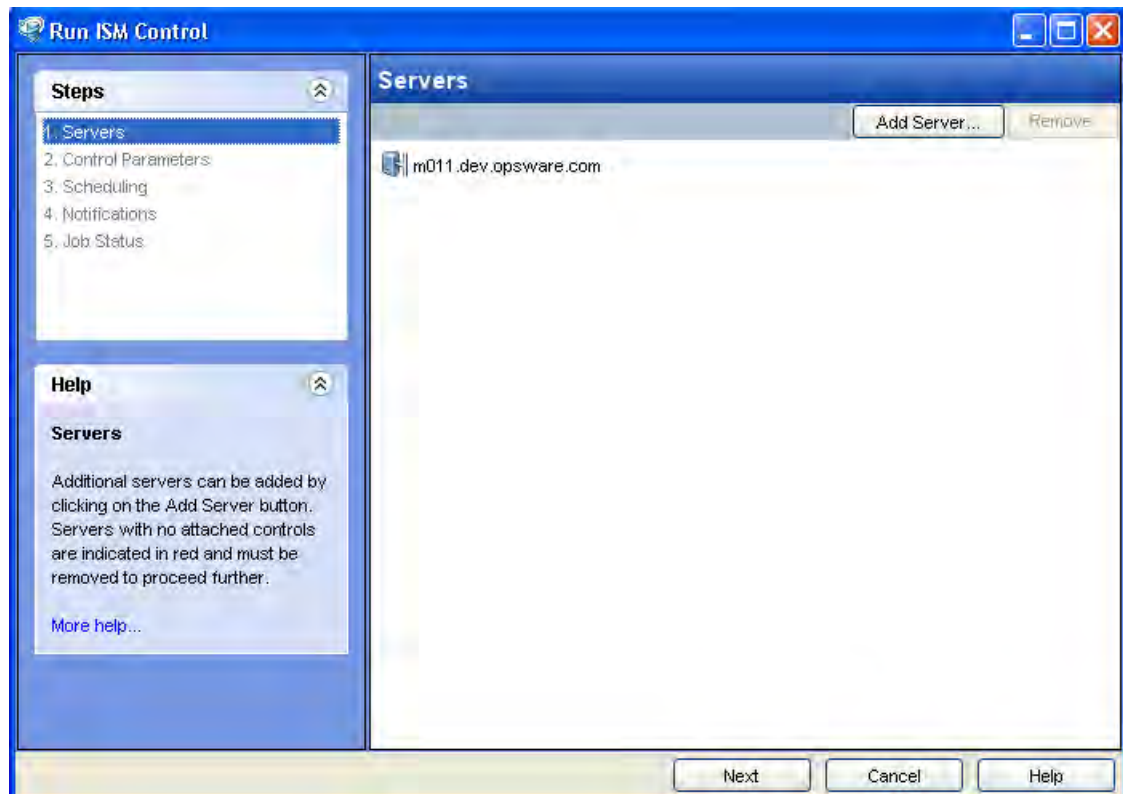 Run ISM Control
Steps
1. Servers
2. Control Parameters
3. Scheduling
4. Notifications
5. Job Status
Help
Servers
Additional servers can be added by
clicking on the Add Server button.
Servers with no attached controls
are indicated in red and must be
removed to proceed further.
More help...
Servers
Add Server...
Remove
m011.dev.opsware.com
Next
Cancel
Help